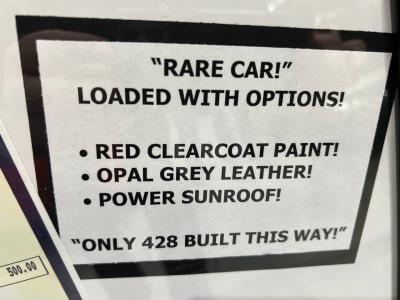 "RARE CAR!"
LOADED WITH OPTIONS!
• RED CLEARCOAT PAINT!
• OPAL GREY LEATHER!
• POWER SUNROOF!
"ONLY 428 BUILT THIS WAY!"
500.00